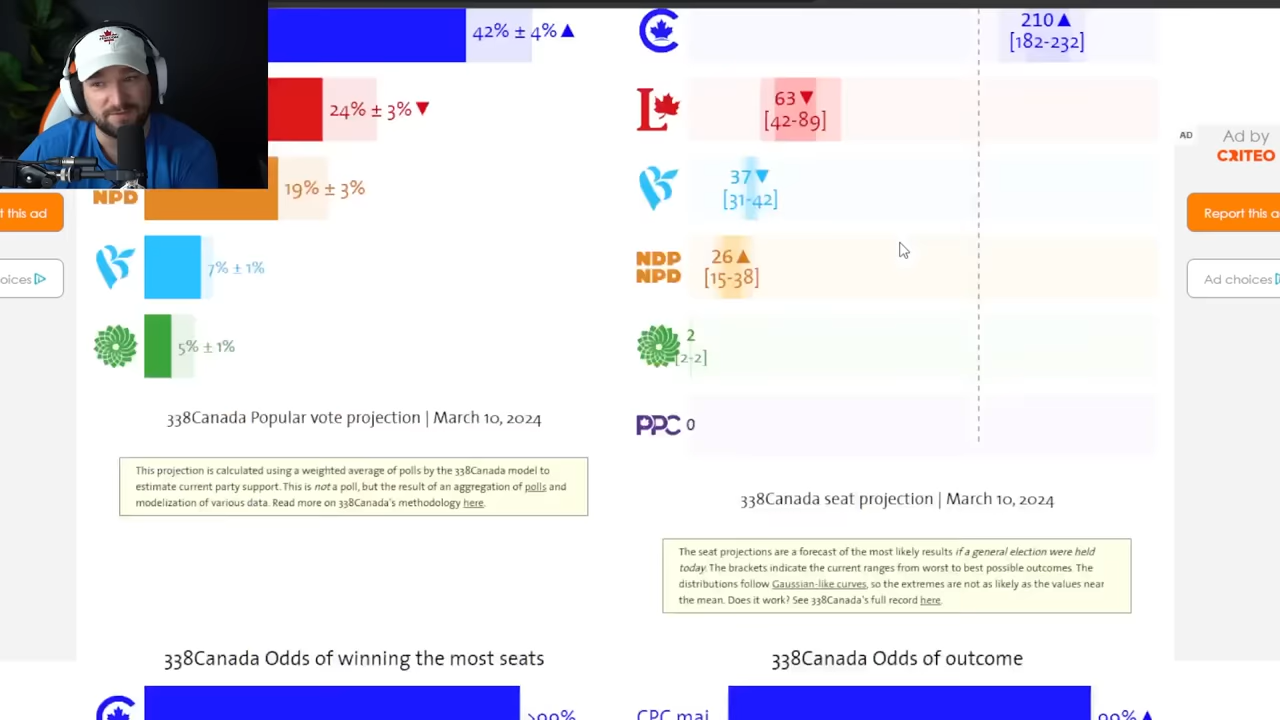 42% ± 4% ▲
24% ± 3% ▼
NPD
19% ± 3%
7% ± 1%
5% ± 1%
338Canada Popular vote projection | March 10, 2024
This projection is calculated using a weighted average of polls by the 338Canada model to
estimate current party support. This is not a poll, but the result of an aggregation of polls and
modelization of various data. Read more on 338Canada's methodology here.
210 ▲
[182-232]
L
63 ▼
[42-89]
37 ▼
[31-42]
NDP
NPD
26 ▲
[15-38]
2
[2-2]
PPC 0
338Canada seat projection | March 10, 2024
The seat projections are a forecast of the most likely results if a general election were held
today. The brackets indicate the current ranges from worst to best possible outcomes. The
distributions follow Gaussian-like curves, so the extremes are not as likely as the values near
the mean. Does it work? See 338Canada's full record here.
338Canada Odds of winning the most seats
>99%
338Canada Odds of outcome
CPC maj.
99% ▲
t this ad
oices
AD
Ad by
CRITEO
Report this a
Ad choices